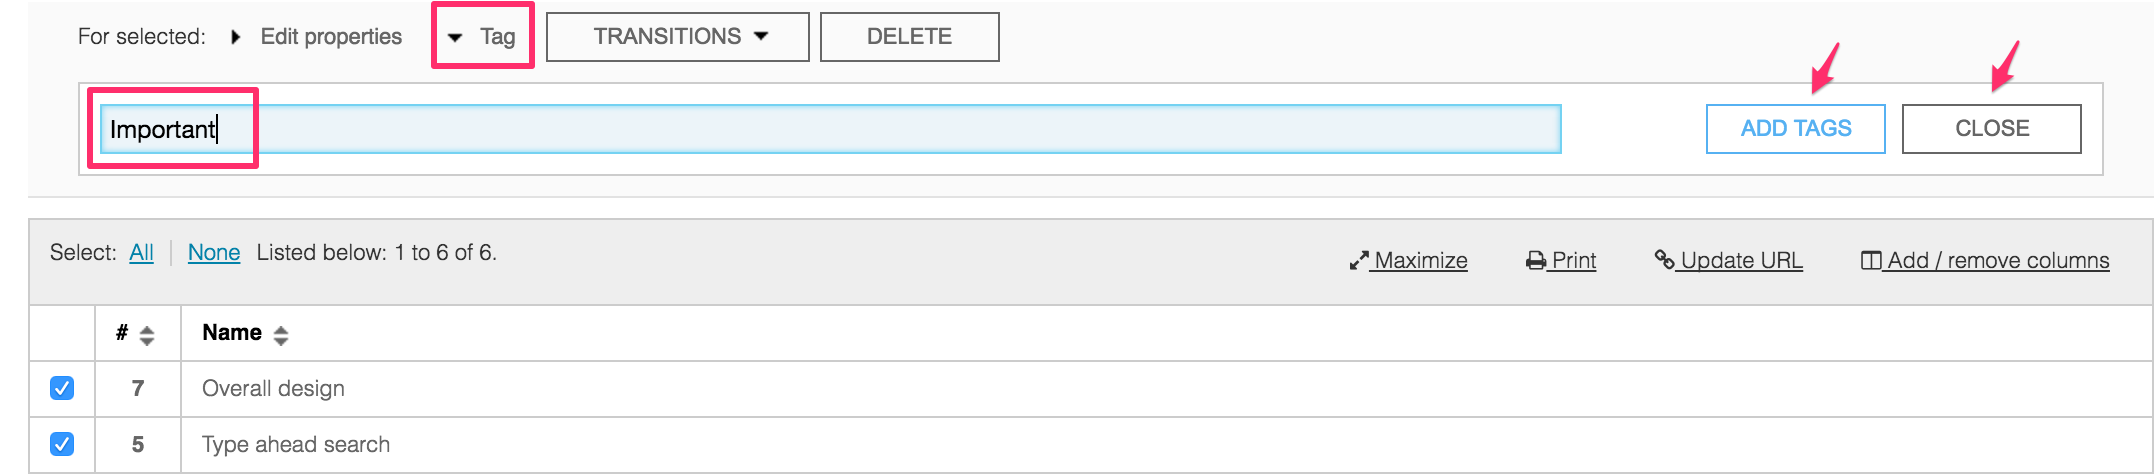 For selected: Edit properties Tag TRANSITIONS DELETE
Important ADD TAGS CLOSE
Select: All None Listed below: 1 to 6 of 6. Maximize Print Update URL Add / remove columns
# Name
7 Overall design
5 Type ahead search